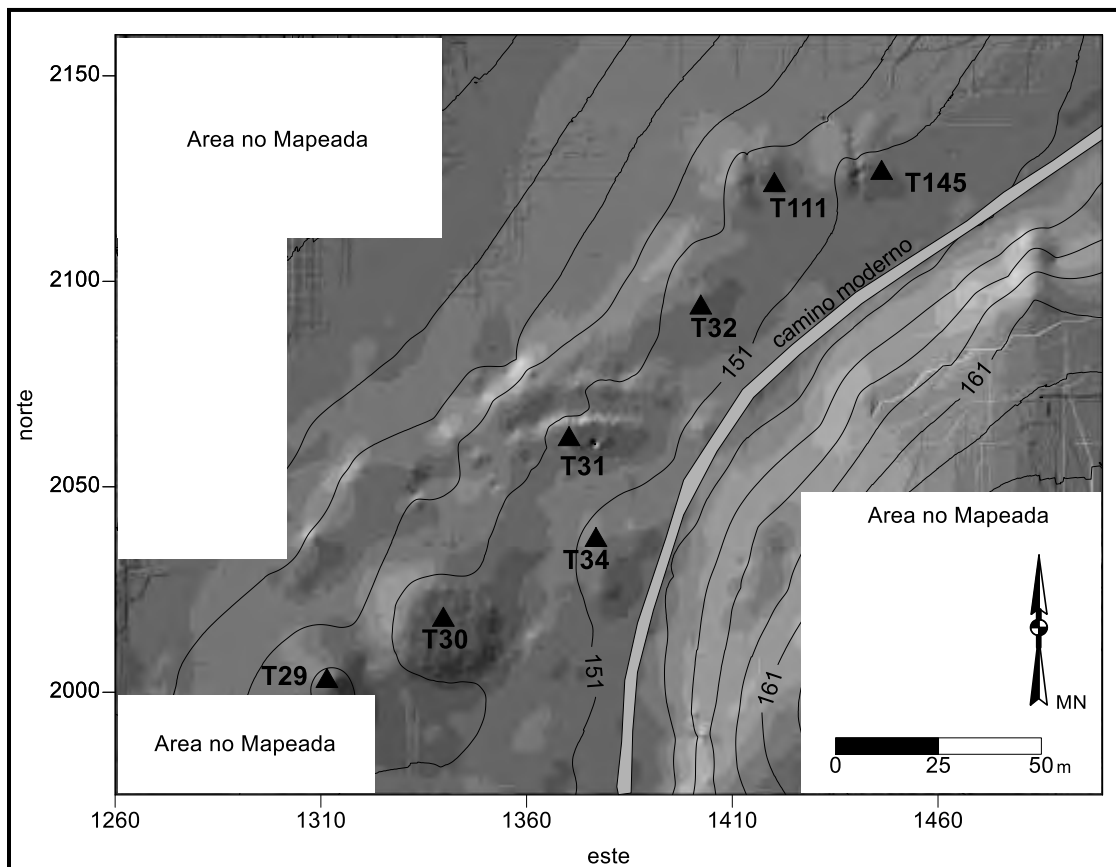 2150
Area no Mapeada
T145
T111
camino moderno
2100
T32
151
161
norte
T31
2050
Area no Mapeada
T34
T30
T29
151
161
2000
MN
Area no Mapeada
0 25 50 m
1260 1310 1360 1410 1460
este